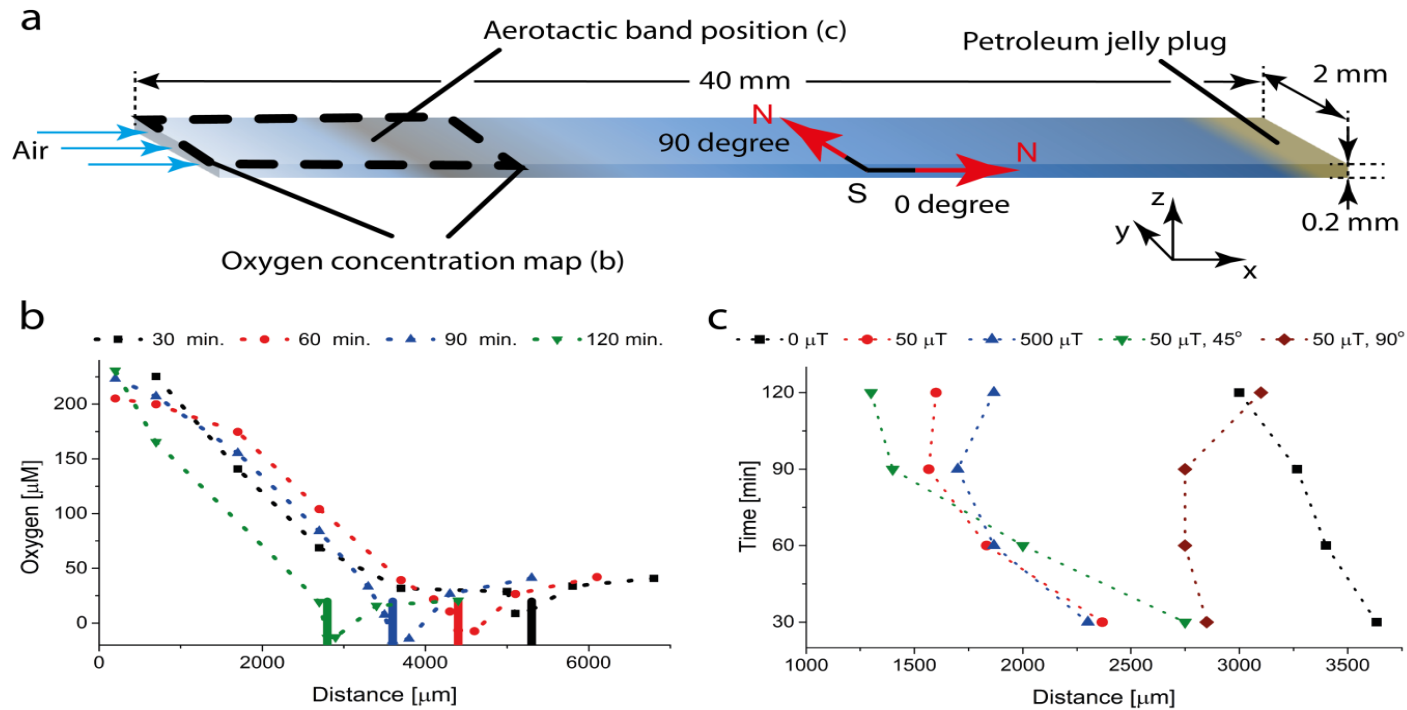 a
Aerotactic band position (c)
Petroleum jelly plug
40 mm
2 mm
Air
N
90 degree
N
S
0 degree
0.2 mm
Oxygen concentration map (b)
z
y
x
b
30 min. 60 min. 90 min. 120 min.
Oxygen [µM]
200
150
100
50
0
0 2000 4000 6000
Distance [µm]
c
0 µT 50 µT 500 µT 50 µT, 45° 50 µT, 90°
Time [min]
120
90
60
30
1000 1500 2000 2500 3000 3500
Distance [µm]